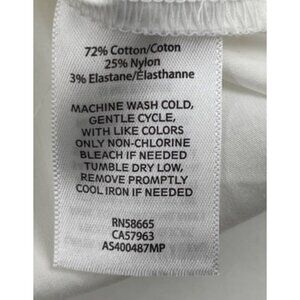 72% Cotton/Coton
25% Nylon
3% Elastane/Élasthanne
MACHINE WASH COLD,
GENTLE CYCLE,
WITH LIKE COLORS
ONLY NON-CHLORINE
BLEACH IF NEEDED
TUMBLE DRY LOW,
REMOVE PROMPTLY
COOL IRON IF NEEDED
RN58665
CA57963
AS400487MP